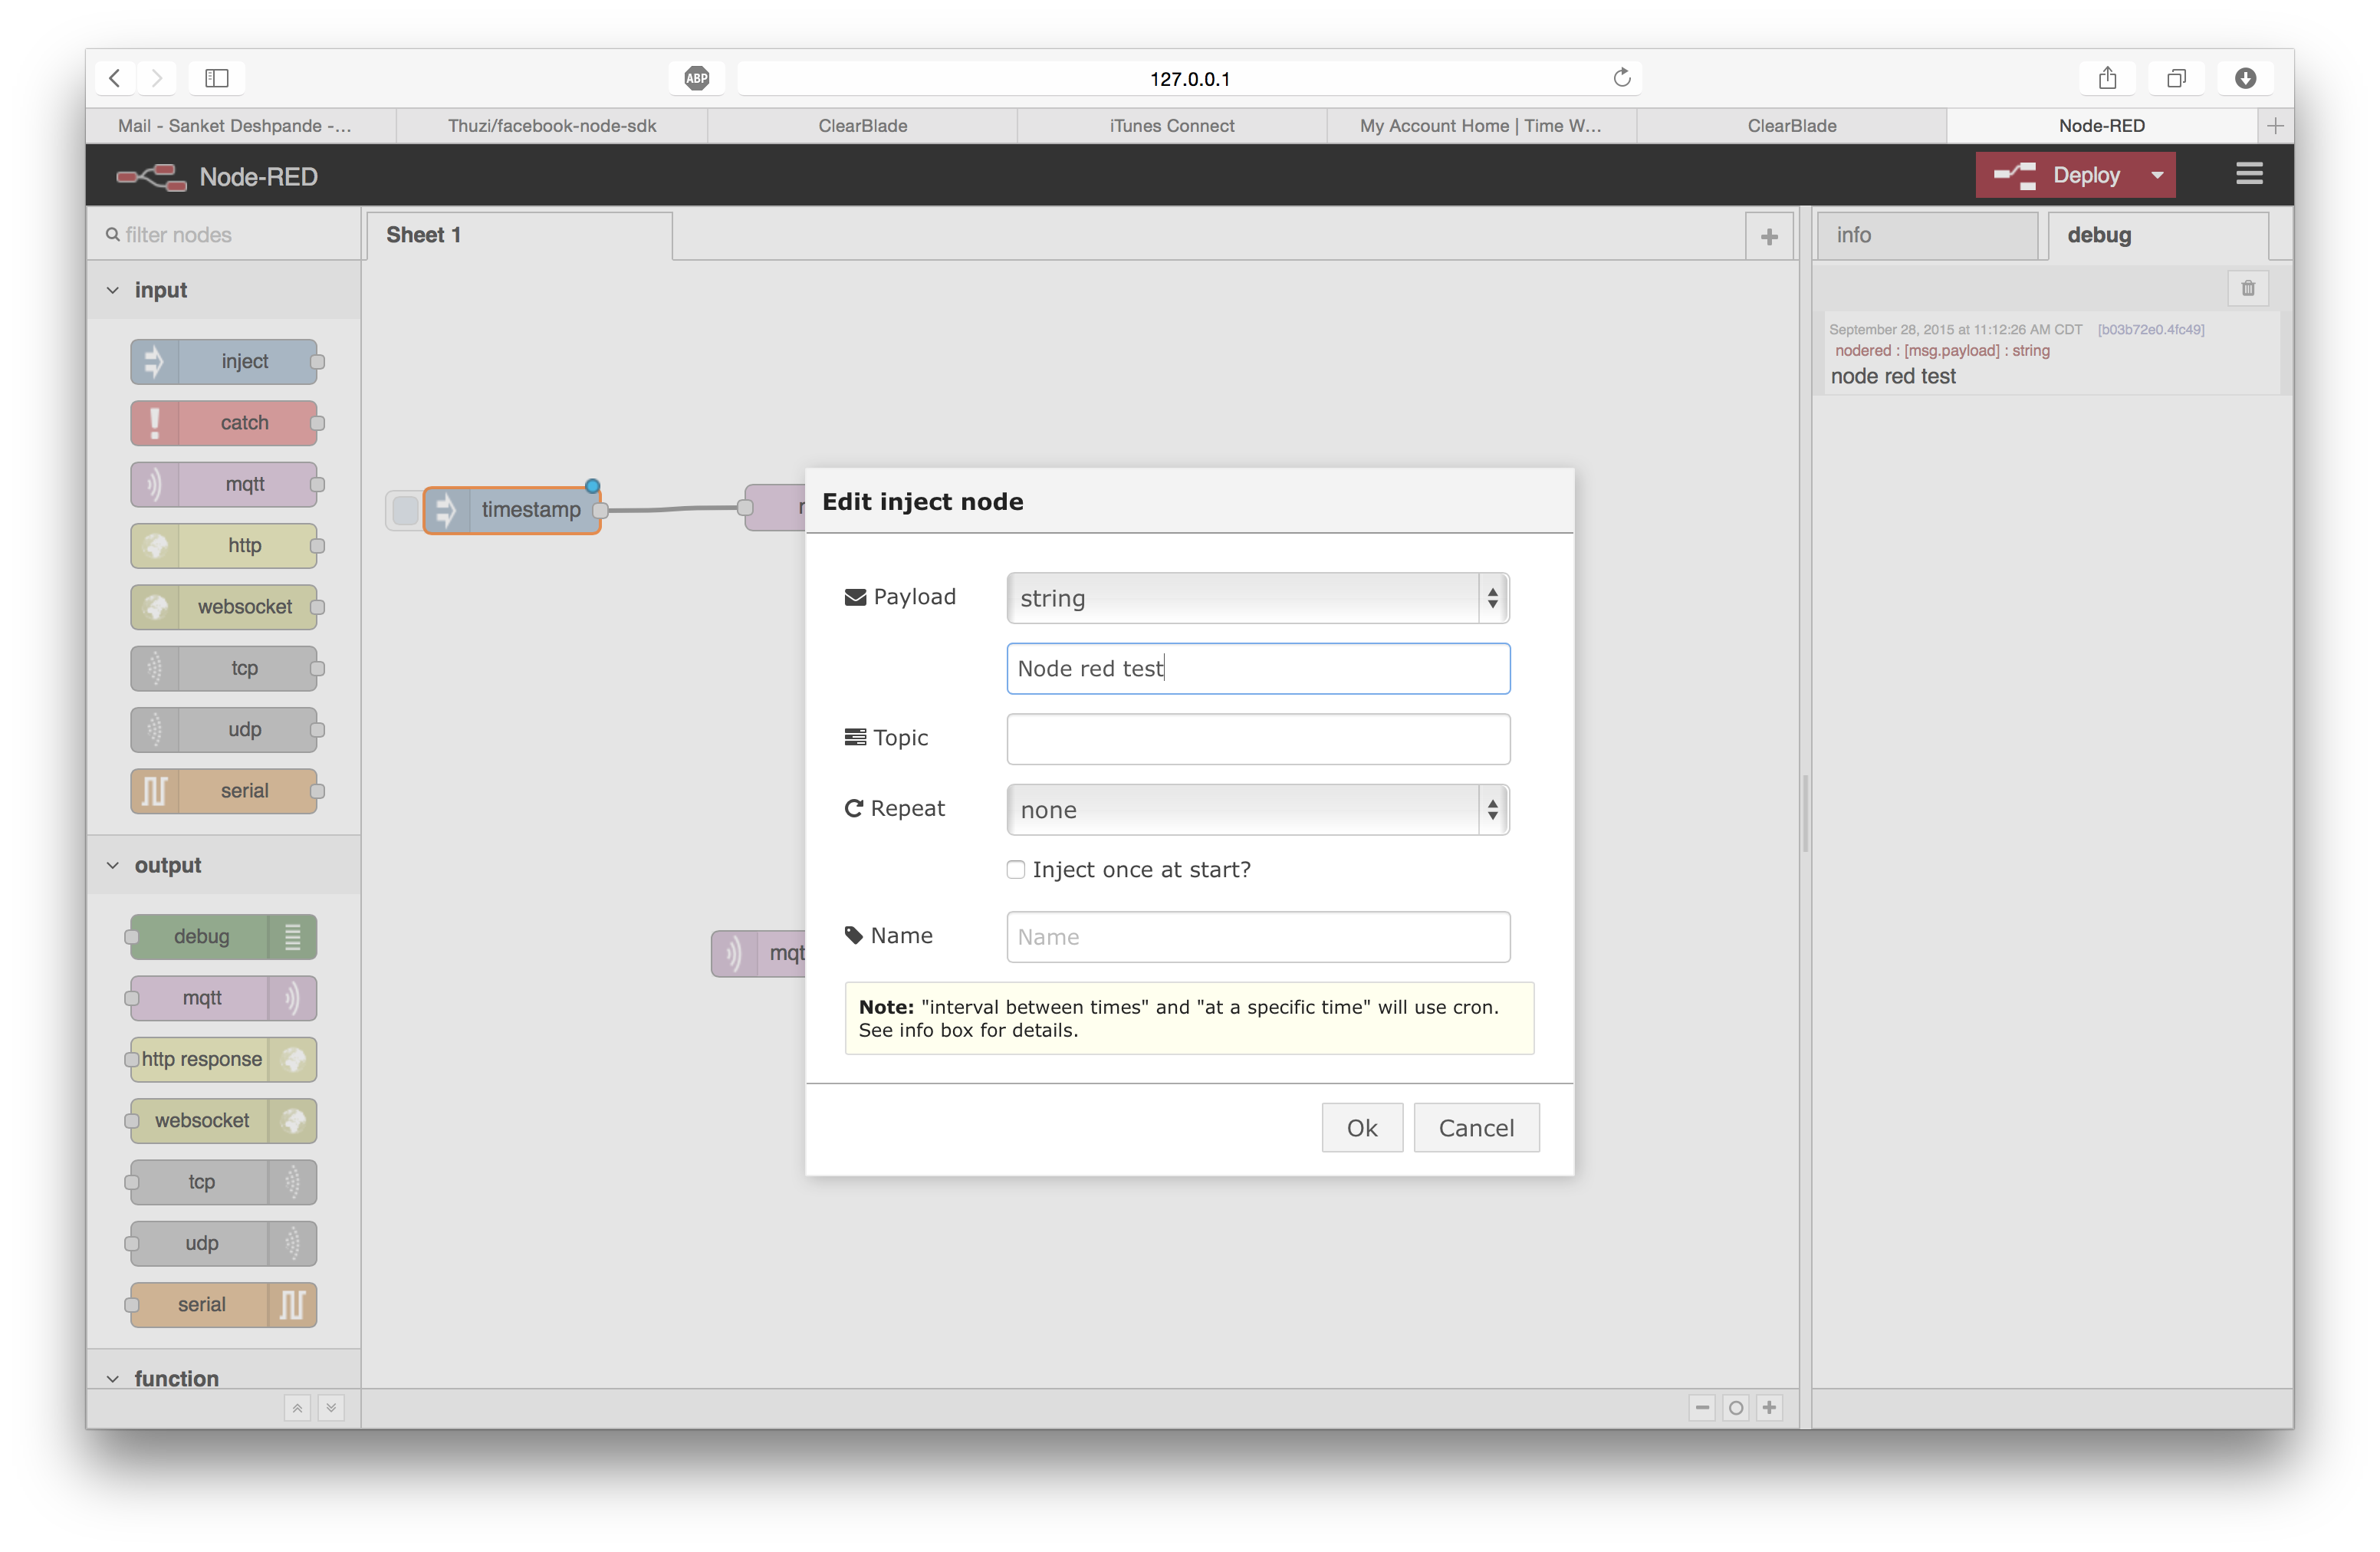 ABP
127.0.0.1
Mail - Sanket Deshpande -...
Thuzi/facebook-node-sdk
ClearBlade
iTunes Connect
My Account Home | Time W...
ClearBlade
Node-RED
Node-RED
Deploy
filter nodes
Sheet 1
info
debug
input
inject
catch
mqtt
http
websocket
tcp
udp
serial
output
debug
mqtt
http response
websocket
tcp
udp
serial
function
timestamp
mqt
Edit inject node
Payload
string
Node red test
Topic
Repeat
none
Inject once at start?
Name
Name
Note: "interval between times" and "at a specific time" will use cron.
See info box for details.
Ok
Cancel
September 28, 2015 at 11:12:26 AM CDT [b03b72e0.4fc49]
nodered : [msg.payload] : string
node red test